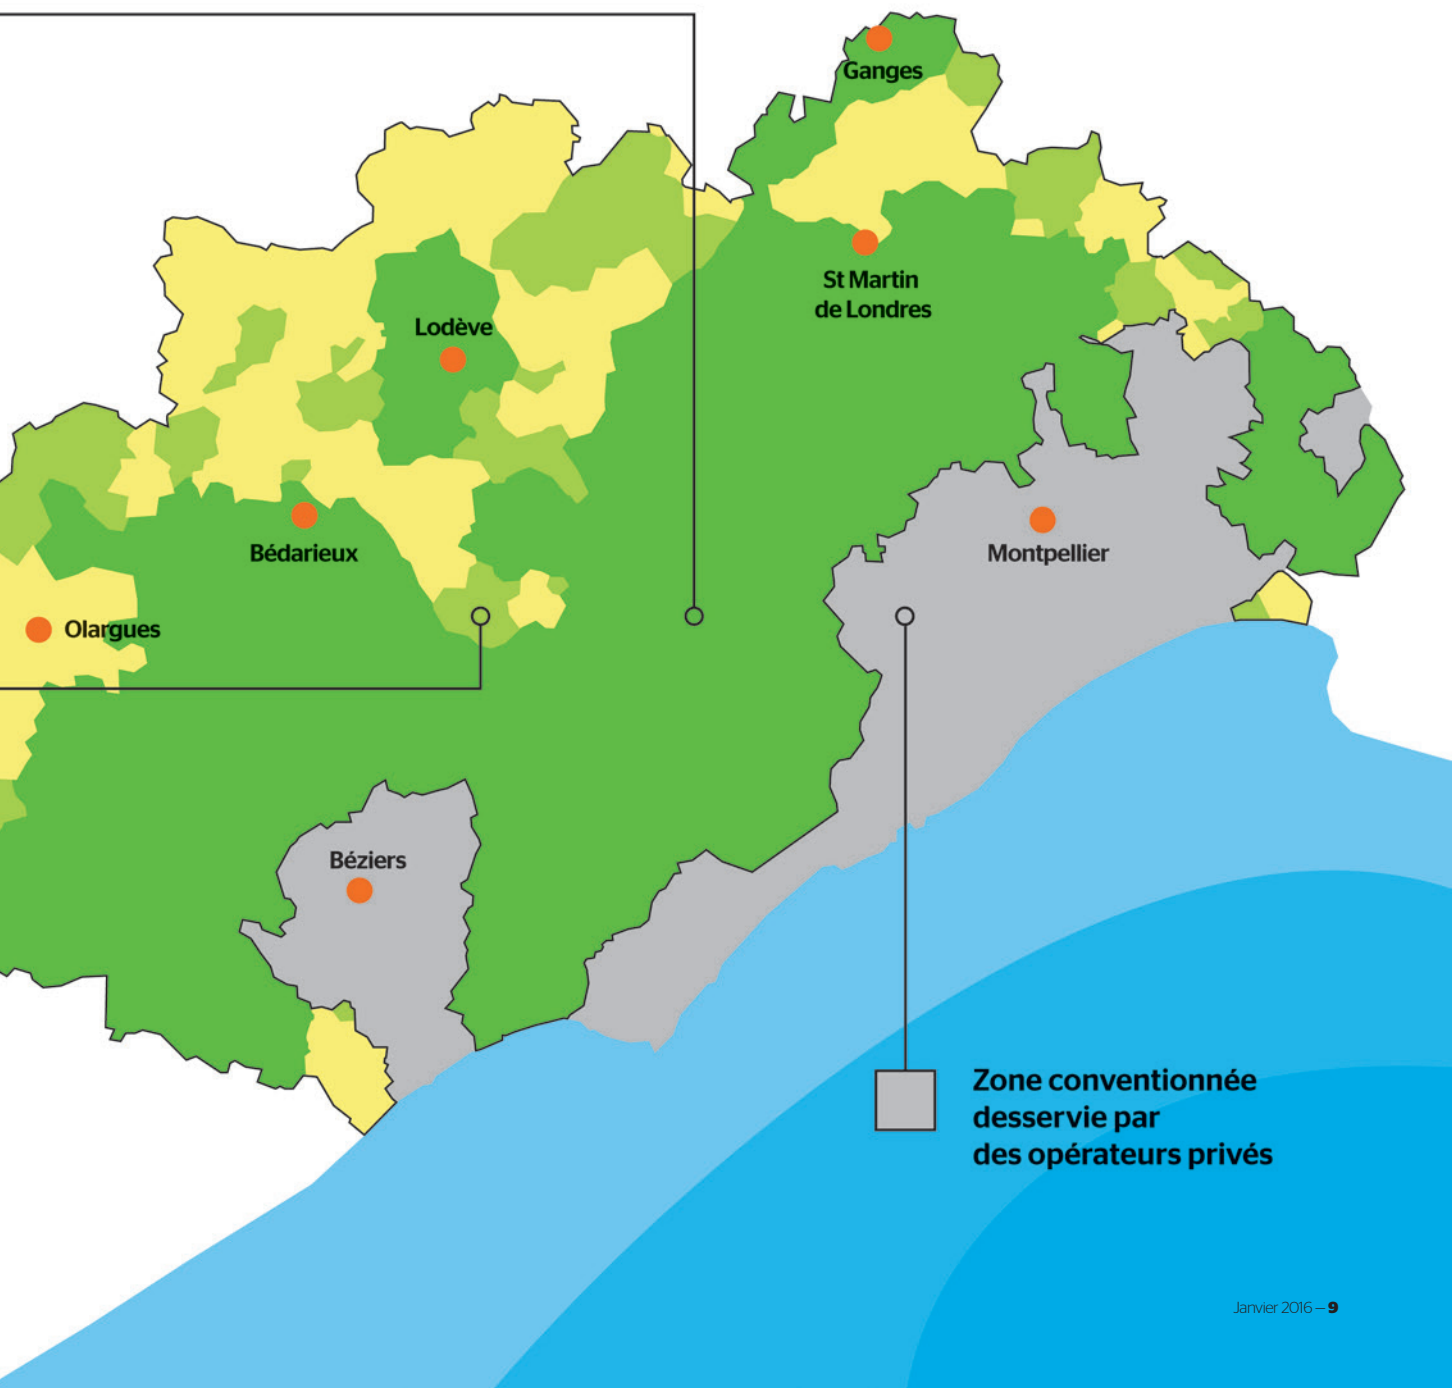 Ganges
St Martin
de Londres
Lodève
Bédarieux
Montpellier
Olargues
Béziers
Zone conventionnée
desservie par
des opérateurs privés
Janvier 2016 – 9